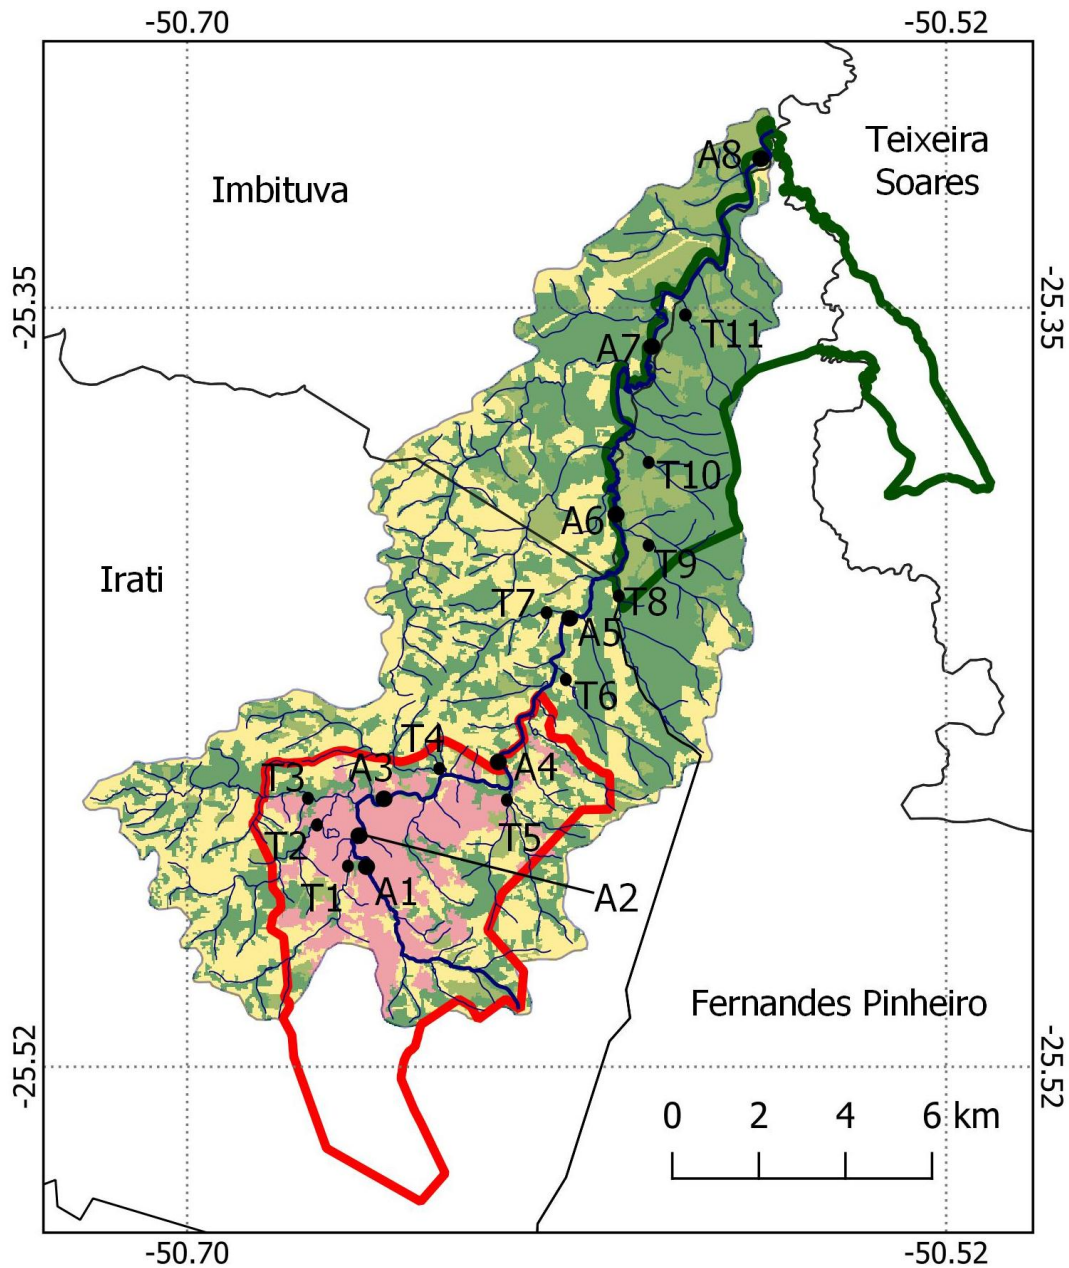 -50.70
-50.52
Teixeira
Soares
A8
Imbituva
-25.35
-25.35
T11
A7
T10
A6
T9
Irati
T8
T7
A5
T6
T4
A4
A3
T3
T5
T2
A1
T1
A2
Fernandes Pinheiro
-25.52
-25.52
0 2 4 6 km
-50.70
-50.52